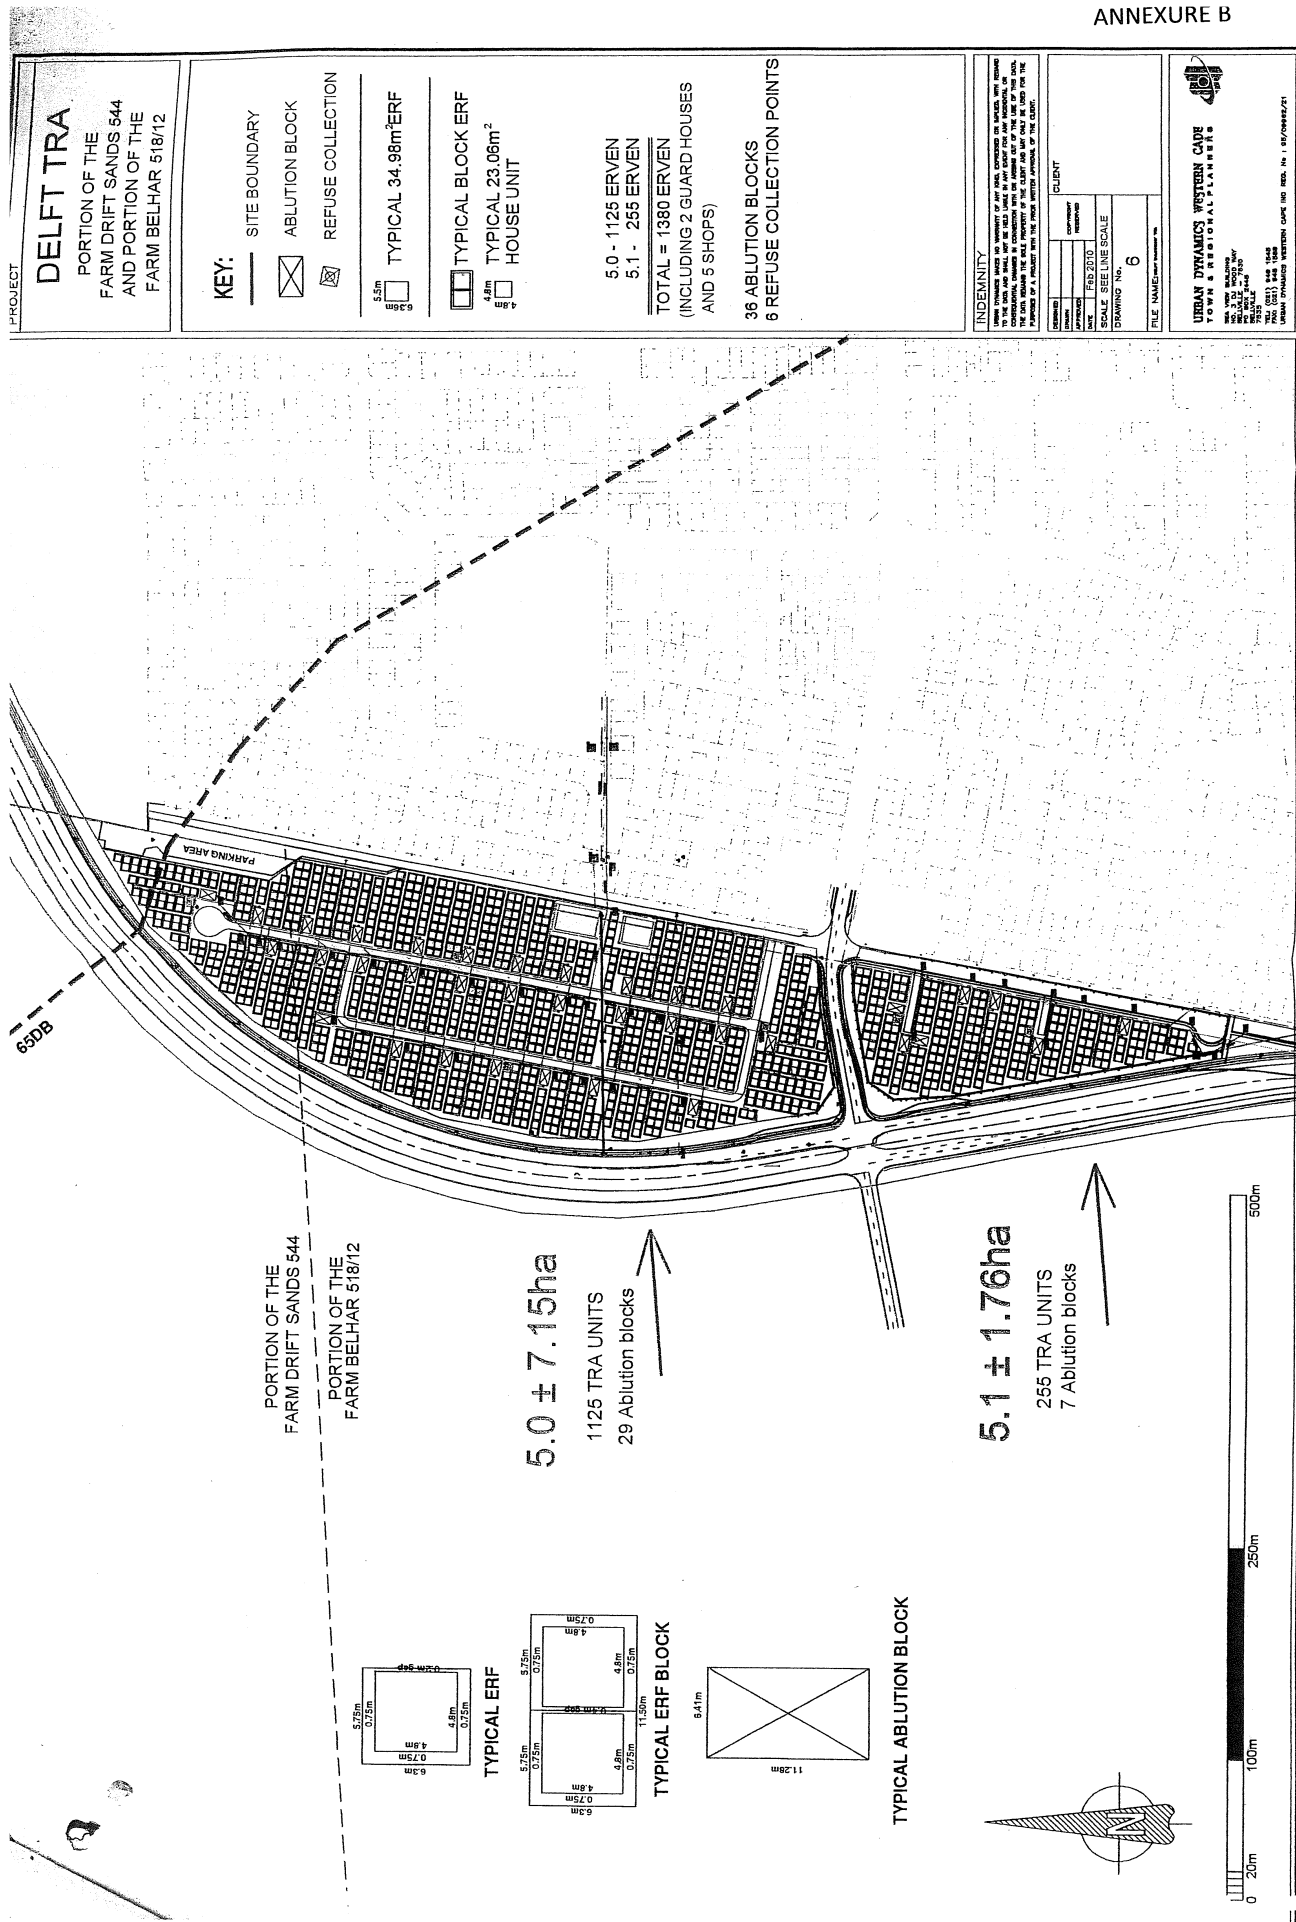 ANNEXURE B
PROJECT
DELFT TRA
PORTION OF THE
FARM DRIFT SANDS 544
AND PORTION OF THE
FARM BELHAR 518/12
KEY:
SITE BOUNDARY
ABLUTION BLOCK
REFUSE COLLECTION
5.5m
6.36m
TYPICAL 34.98m²ERF
TYPICAL BLOCK ERF
4.8m
4.8m
TYPICAL 23.06m²
HOUSE UNIT
5.0 - 1125 ERVEN
5.1 - 255 ERVEN
TOTAL = 1380 ERVEN
(INCLUDING 2 GUARD HOUSES
AND 5 SHOPS)
36 ABLUTION BLOCKS
6 REFUSE COLLECTION POINTS
INDEMNITY
CLIENT
DESIGNED
DRAWN
APPROVED
COPYRIGHT
RESERVED
DATE Feb 2010
SCALE SEE LINE SCALE
DRAWING No. 6
FILE NAME:
URBAN DYNAMICS WESTERN CAPE
TOWN & REGIONAL PLANNERS
PARKING AREA
65DB
PORTION OF THE
FARM DRIFT SANDS 544
PORTION OF THE
FARM BELHAR 518/12
5.0 ± 7.15ha
1125 TRA UNITS
29 Ablution blocks
5.1 ± 1.76ha
255 TRA UNITS
7 Ablution blocks
5.75m
0.75m
0.2m gap
4.8m
4.8m
0.75m
0.75m
6.3m
TYPICAL ERF
5.75m
0.75m
5.75m
0.75m
0.75m
4.8m
4.8m
0.75m
4.8m
0.75m
4.8m
0.75m
6.3m
11.50m
TYPICAL ERF BLOCK
6.41m
11.28m
TYPICAL ABLUTION BLOCK
N
0
20m
100m
250m
500m